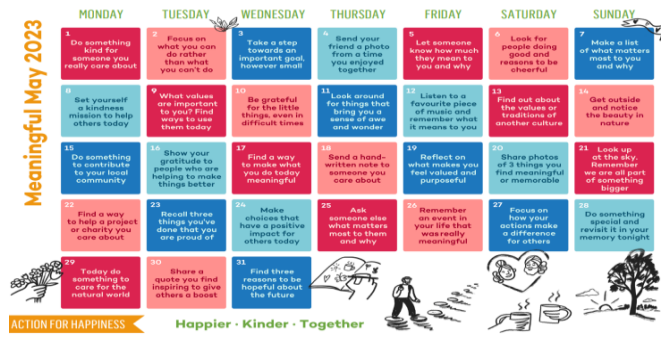 Meaningful May 2023
MONDAY TUESDAY WEDNESDAY THURSDAY FRIDAY SATURDAY SUNDAY
1
Do something
kind for
someone you
really care about
2
Focus on
what you can
do rather
than what
you can't do
3
Take a step
towards an
important goal,
however small
4
Send your
friend a photo
from a time
you enjoyed
together
5
Let someone
know how much
they mean to
you and why
6
Look for
people doing
good and
reasons to
be cheerful
7
Make a list
of what matters
most to you
and why
8
Set yourself
a kindness
mission to help
others today
9
What values
are important
to you? Find
ways to use
them today
10
Be grateful
for the little
things, even in
difficult times
11
Look around
for things that
bring you a
sense of awe
and wonder
12
Listen to a
favourite piece
of music and
remember what
it means to you
13
Find out about
the values or
traditions of
another culture
14
Get outside
and notice
the beauty in
nature
15
Do something
to contribute
to your local
community
16
Show your
gratitude to
people who
are helping to
make things
better
17
Find a way
to make what
you do today
meaningful
18
Send a hand-
written note to
someone you
care about
19
Reflect on
what makes you
feel valued and
purposeful
20
Share photos
of 3 things you
find meaningful
or memorable
21
Look up
at the sky.
Remember
we are all part
of something
bigger
22
Find a way
to help a project
or charity you
care about
23
Recall three
things you've
done that you
are proud of
24
Make
choices that
have a positive
impact for
others today
25
Ask
someone else
what matters
most to them
and why
26
Remember
an event in
your life that
was really
meaningful
27
Focus on
how your
actions make
a difference
for others
28
Do something
special and
revisit it in
your memory
tonight
29
Today do
something to
care for the
natural world
30
Share a
quote you find
inspiring to give
others a boost
31
Find three
reasons to be
hopeful about
the future
ACTION FOR HAPPINESS
Happier · Kinder · Together